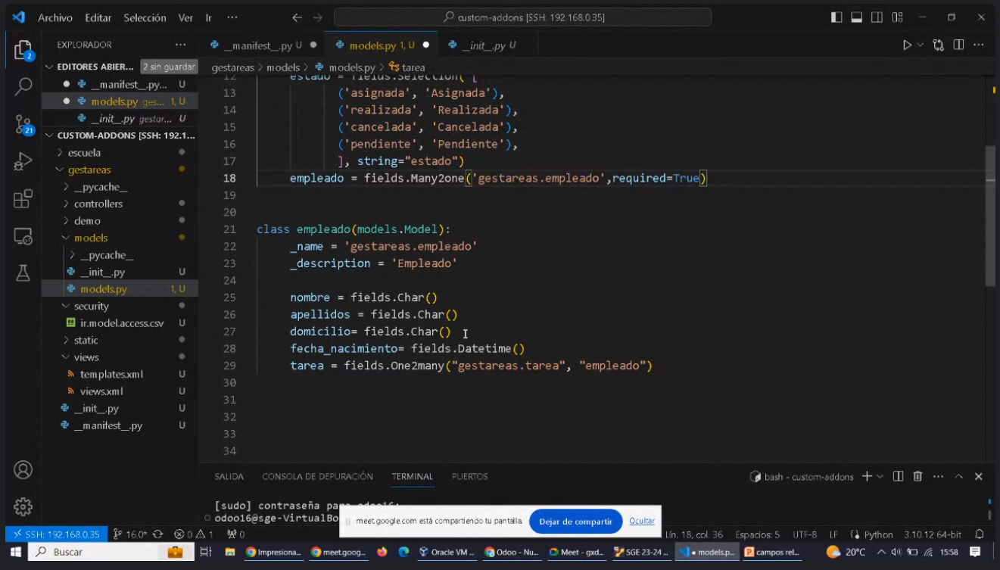 Archivo Editar Selección Ver Ir ···
custom-addons [SSH: 192.168.0.35]
EXPLORADOR ···
__manifest__.py U
models.py 1, U
__init__.py U
EDITORES ABIER...
2 sin guardar
gestareas > models > models.py > tarea
__manifest__.py... U
models.py ges... 1, U
__init__.py gestar... U
CUSTOM-ADDONS [SSH: 192.1...
escuela
gestareas
__pycache__
controllers
demo
models
__pycache__
__init__.py U
models.py 1, U
security
ir.model.access.csv U
static
views
templates.xml U
views.xml U
__init__.py U
__manifest__.py U
12 estado = fields.Selection( [
13 ('asignada', 'Asignada'),
14 ('realizada', 'Realizada'),
15 ('cancelada', 'Cancelada'),
16 ('pendiente', 'Pendiente'),
17 ], string="estado")
18 empleado = fields.Many2one('gestareas.empleado',required=True)
19
20
21 class empleado(models.Model):
22 _name = 'gestareas.empleado'
23 _description = 'Empleado'
24
25 nombre = fields.Char()
26 apellidos = fields.Char()
27 domicilio= fields.Char()
28 fecha_nacimiento= fields.Datetime()
29 tarea = fields.One2many("gestareas.tarea", "empleado")
30
31
32
33
34
SALIDA CONSOLA DE DEPURACIÓN TERMINAL PUERTOS
bash - custom-addons
[sudo] contraseña para odoo16:
odoo16@sge-VirtualBo
meet.google.com está compartiendo tu pantalla.
Dejar de compartir
Ocultar
2
21
SSH: 192.168.0.35 16.0* 0 1 0
Lín. 18, col. 36 Espacios: 5 UTF-8 LF Python 3.10.12 64-bit
Buscar
Impresiona...
meet.goog...
Oracle VM ...
Odoo - Nu...
Meet - gxd...
SGE 23-24 ...
models.p...
campos rel...
20°C
15:58